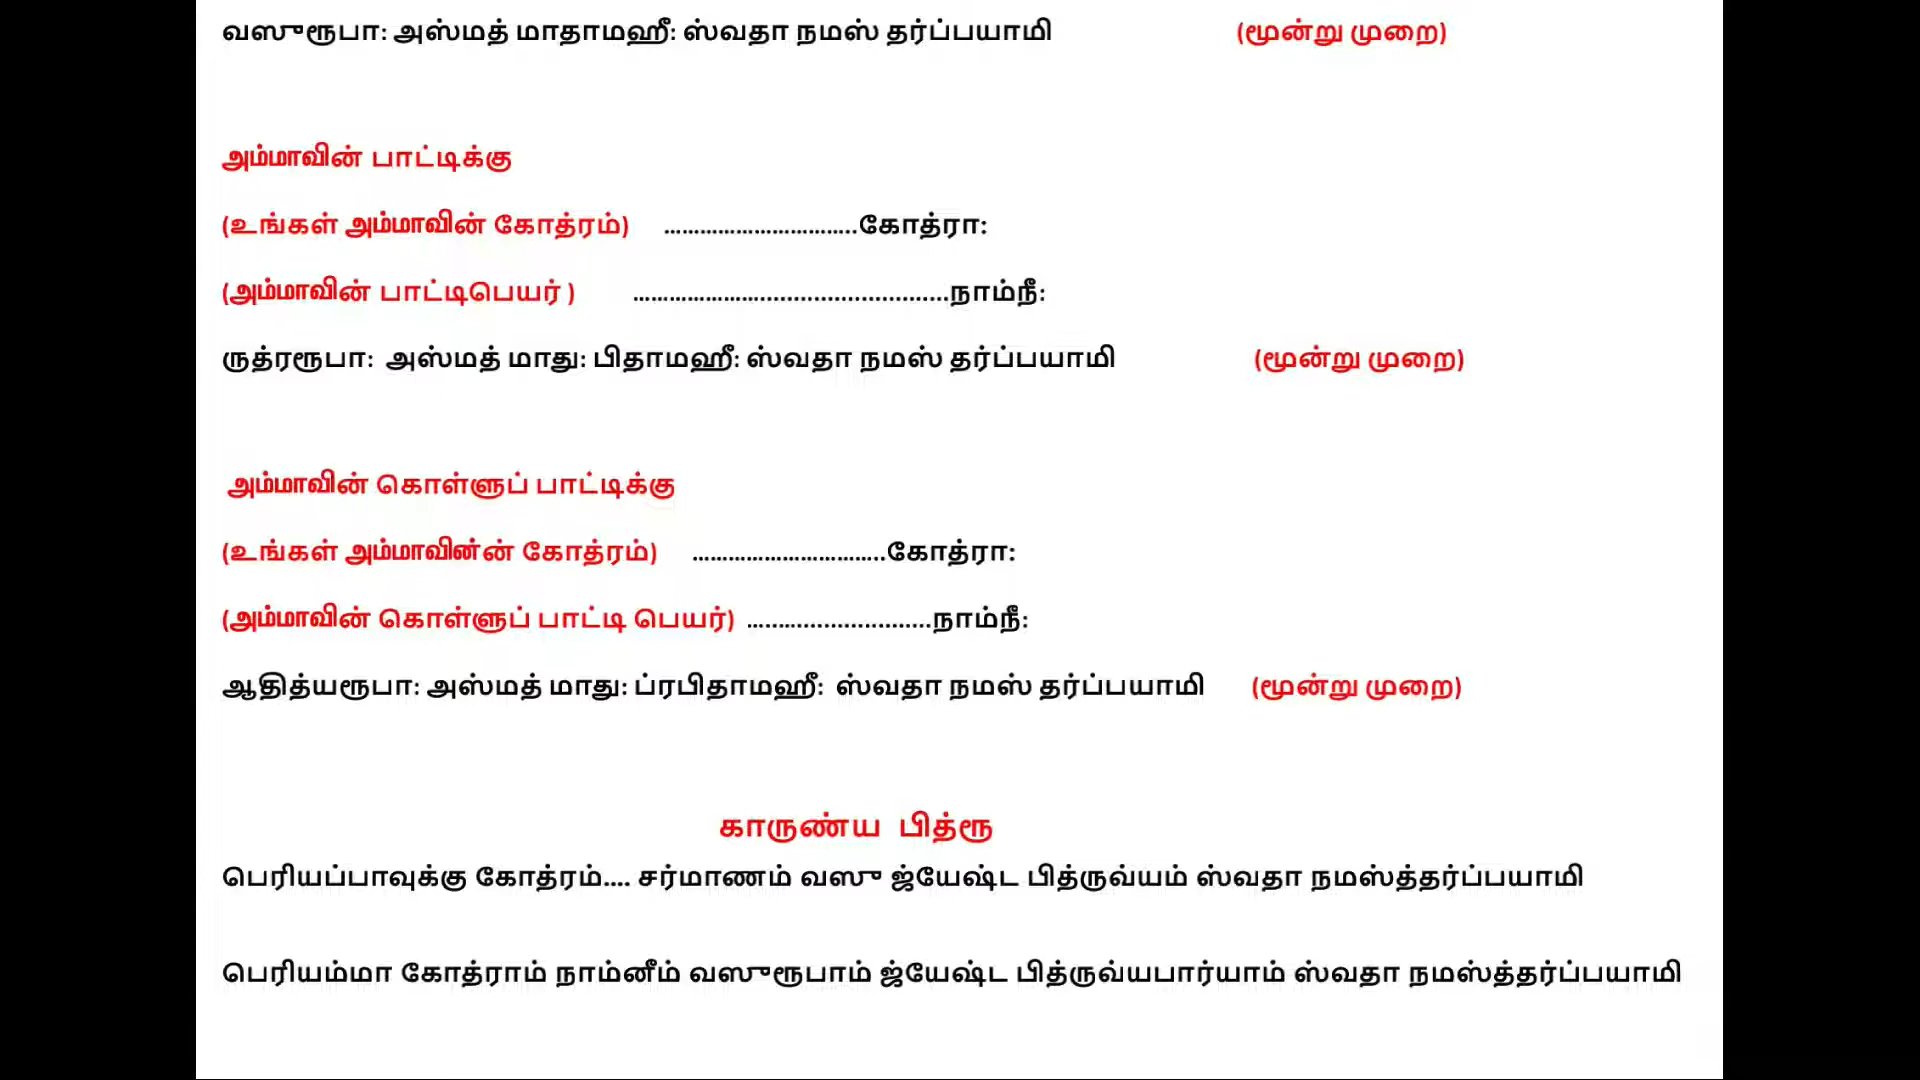 வஸுரூபா: அஸ்மத் மாதாமஹீ: ஸ்வதா நமஸ் தர்ப்பயாமி (மூன்று முறை)
அம்மாவின் பாட்டிக்கு
(உங்கள் அம்மாவின் கோத்ரம்) ................................கோத்ரா:
(அம்மாவின் பாட்டிபெயர் ) ................................................நாம்நீ:
ருத்ரரூபா: அஸ்மத் மாது: பிதாமஹீ: ஸ்வதா நமஸ் தர்ப்பயாமி (மூன்று முறை)
அம்மாவின் கொள்ளுப் பாட்டிக்கு
(உங்கள் அம்மாவின்ன் கோத்ரம்) ................................கோத்ரா:
(அம்மாவின் கொள்ளுப் பாட்டி பெயர்) ............................நாம்நீ:
ஆதித்யரூபா: அஸ்மத் மாது: ப்ரபிதாமஹீ: ஸ்வதா நமஸ் தர்ப்பயாமி (மூன்று முறை)
காருண்ய பித்ரூ
பெரியப்பாவுக்கு கோத்ரம்.... சர்மாணம் வஸு ஜ்யேஷ்ட பித்ருவ்யம் ஸ்வதா நமஸ்த்தர்ப்பயாமி
பெரியம்மா கோத்ராம் நாம்னீம் வஸுரூபாம் ஜ்யேஷ்ட பித்ருவ்யபார்யாம் ஸ்வதா நமஸ்த்தர்ப்பயாமி